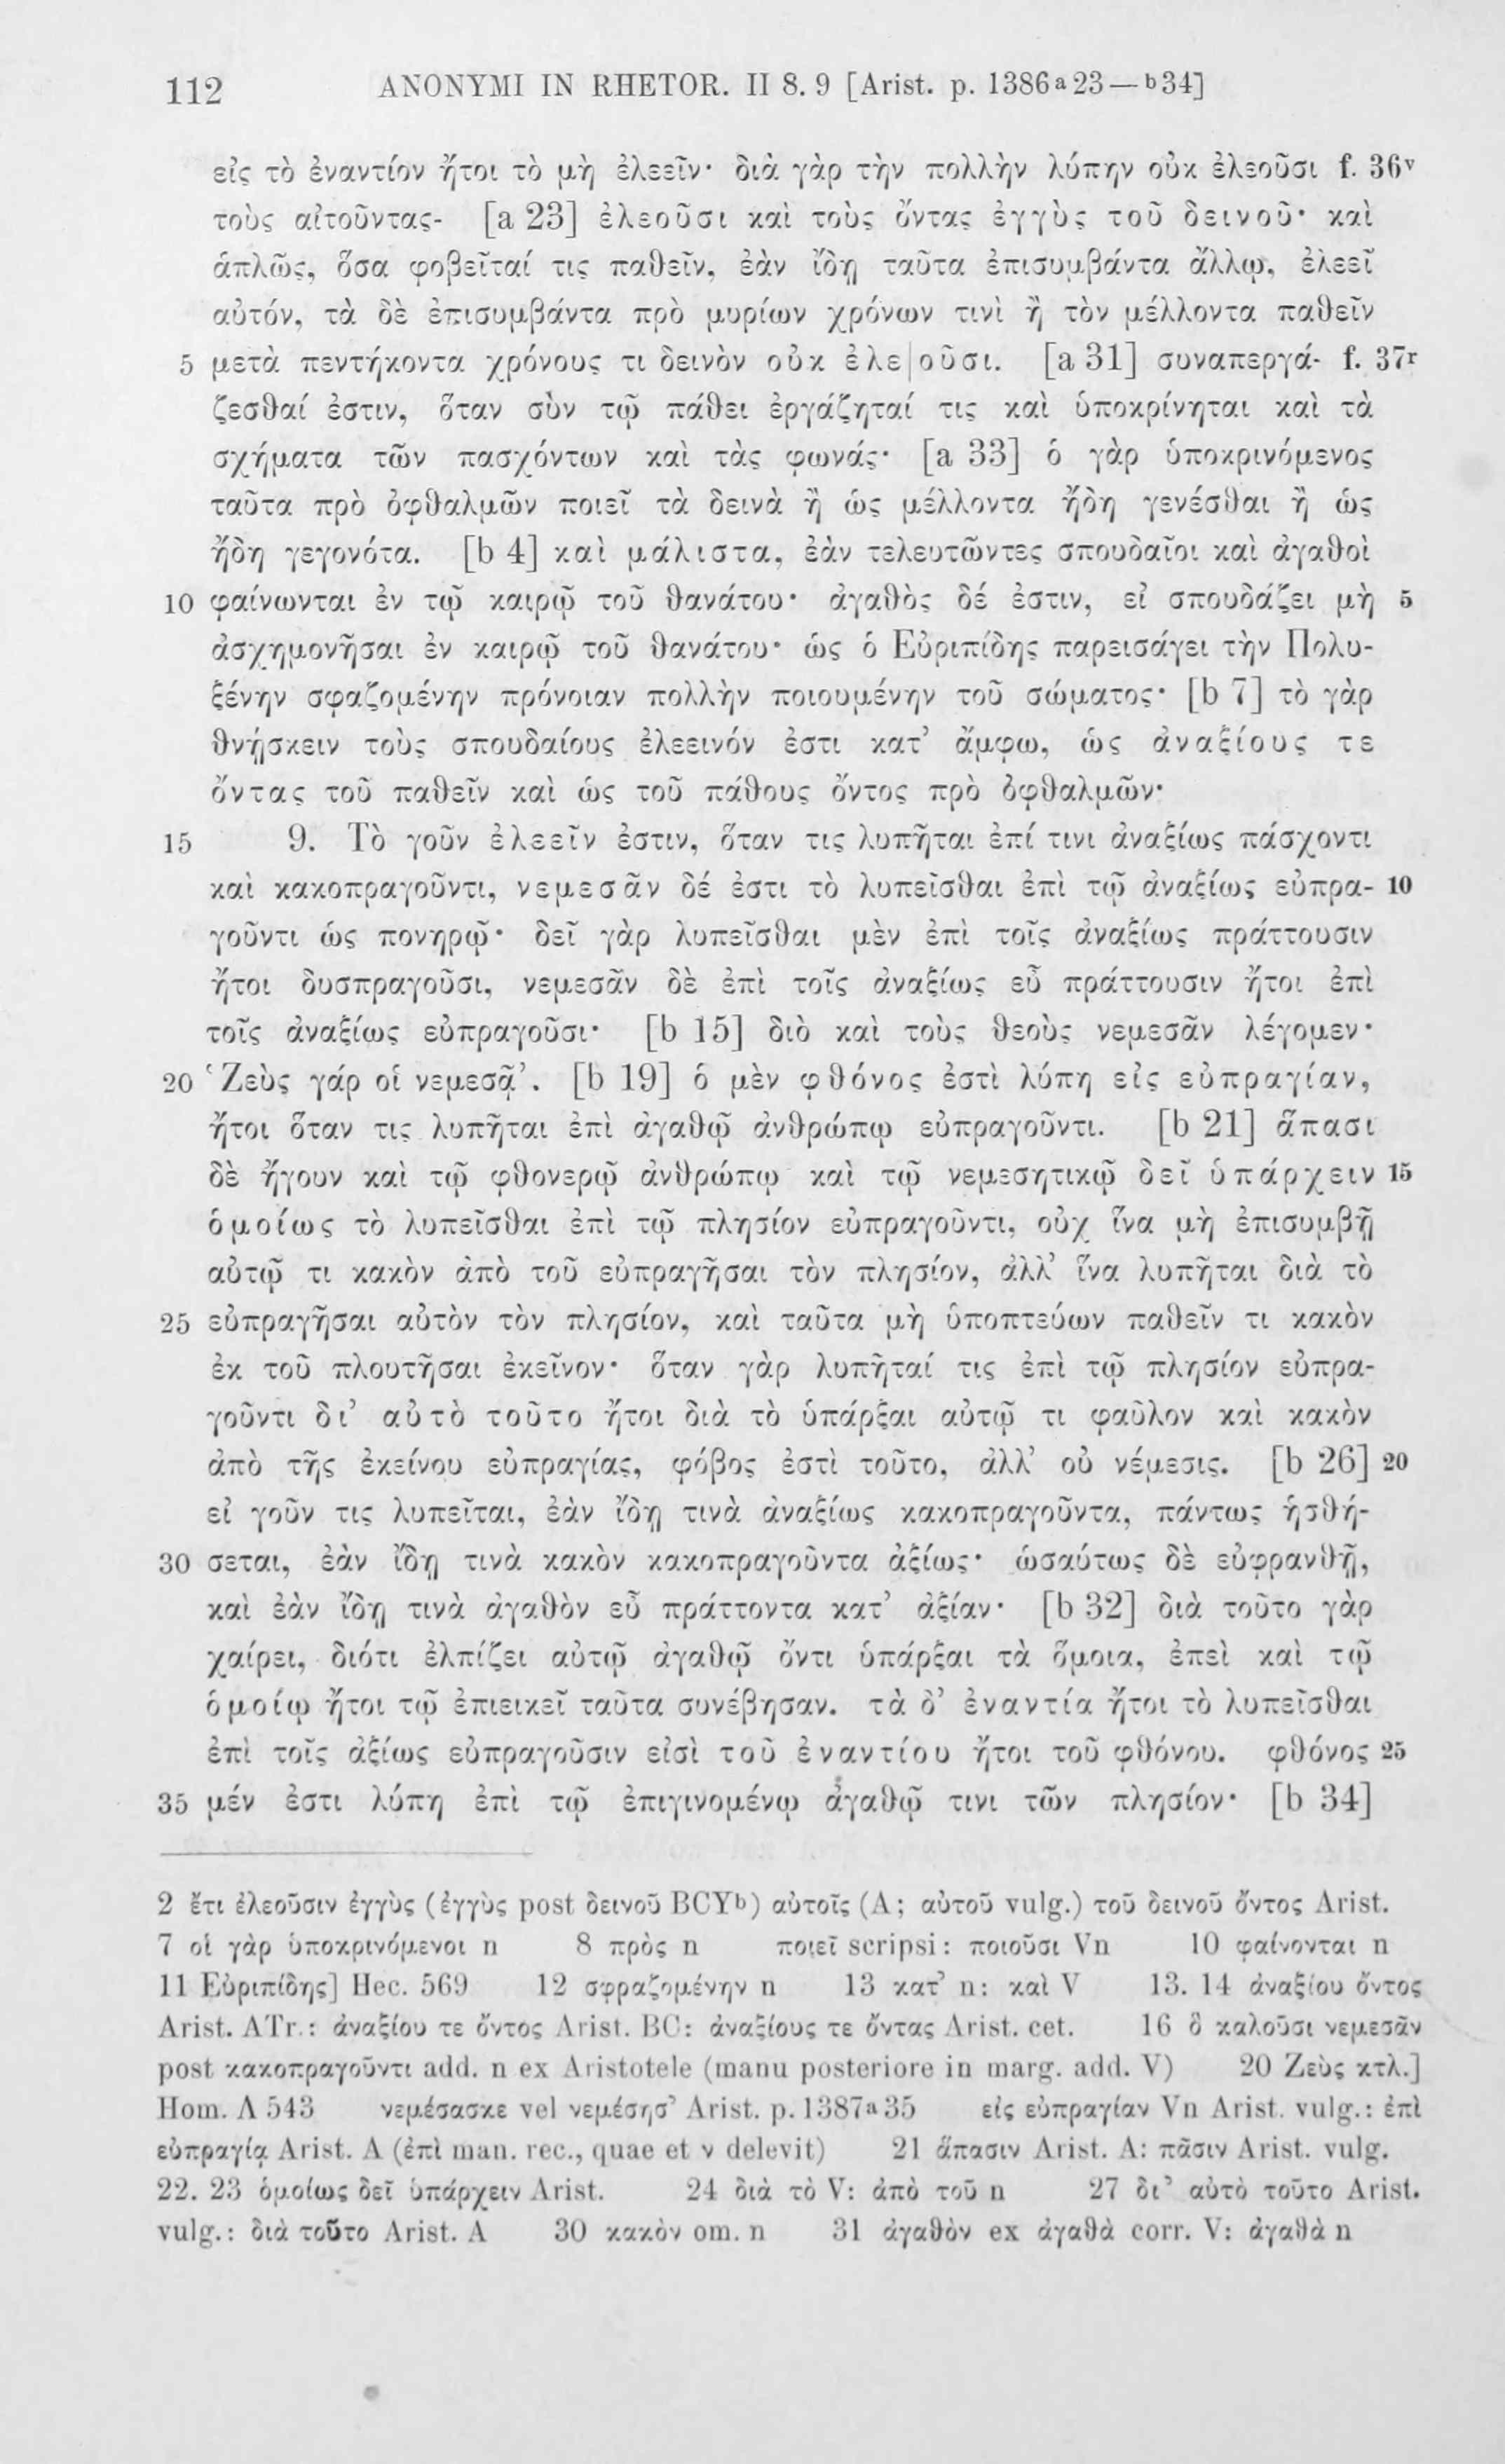 112 ANONYMI IN RHETOR. II 8. 9 [Arist. p. 1386ᵃ23—ᵇ34]
εἰς τὸ ἐναντίον ἤτοι τὸ μὴ ἐλεεῖν· διὰ γὰρ τὴν πολλὴν λύπην οὐκ ἐλεοῦσι f. 36ᵛ
τοὺς αἰτοῦντας- [a 23] ἐλεοῦσι καὶ τοὺς ὄντας ἐγγὺς τοῦ δεινοῦ· καὶ
ἁπλῶς, ὅσα φοβεῖταί τις παθεῖν, ἐὰν ἴδῃ ταῦτα ἐπισυμβάντα ἄλλῳ, ἐλεεῖ
αὐτόν, τὰ δὲ ἐπισυμβάντα πρὸ μυρίων χρόνων τινὶ ἢ τὸν μέλλοντα παθεῖν
5 μετὰ πεντήκοντα χρόνους τι δεινὸν οὐκ ἐλε|οῦσι. [a 31] συναπεργά- f. 37ʳ
ζεσθαί ἐστιν, ὅταν σὺν τῷ πάθει ἐργάζηταί τις καὶ ὑποκρίνηται καὶ τὰ
σχήματα τῶν πασχόντων καὶ τὰς φωνάς· [a 33] ὁ γὰρ ὑποκρινόμενος
ταῦτα πρὸ ὀφθαλμῶν ποιεῖ τὰ δεινὰ ἢ ὡς μέλλοντα ἤδη γενέσθαι ἢ ὡς
ἤδη γεγονότα. [b 4] καὶ μάλιστα, ἐὰν τελευτῶντες σπουδαῖοι καὶ ἀγαθοὶ
10 φαίνωνται ἐν τῷ καιρῷ τοῦ θανάτου· ἀγαθὸς δέ ἐστιν, εἰ σπουδάζει μὴ 5
ἀσχημονῆσαι ἐν καιρῷ τοῦ θανάτου· ὡς ὁ Εὐριπίδης παρεισάγει τὴν Πολυ-
ξένην σφαζομένην πρόνοιαν πολλὴν ποιουμένην τοῦ σώματος· [b 7] τὸ γὰρ
θνῄσκειν τοὺς σπουδαίους ἐλεεινόν ἐστι κατ’ ἄμφω, ὡς ἀναξίους τε
ὄντας τοῦ παθεῖν καὶ ὡς τοῦ πάθους ὄντος πρὸ ὀφθαλμῶν·
15 9. Τὸ γοῦν ἐλεεῖν ἐστιν, ὅταν τις λυπῆται ἐπί τινι ἀναξίως πάσχοντι
καὶ κακοπραγοῦντι, νεμεσᾶν δέ ἐστι τὸ λυπεῖσθαι ἐπὶ τῷ ἀναξίως εὐπρα- 10
γοῦντι ὡς πονηρῷ· δεῖ γὰρ λυπεῖσθαι μὲν ἐπὶ τοῖς ἀναξίως πράττουσιν
ἤτοι δυσπραγοῦσι, νεμεσᾶν δὲ ἐπὶ τοῖς ἀναξίως εὖ πράττουσιν ἤτοι ἐπὶ
τοῖς ἀναξίως εὐπραγοῦσι· [b 15] διὸ καὶ τοὺς θεοὺς νεμεσᾶν λέγομεν·
20 ‘Ζεὺς γάρ οἱ νεμεσᾷ’. [b 19] ὁ μὲν φθόνος ἐστὶ λύπη εἰς εὐπραγίαν,
ἤτοι ὅταν τις λυπῆται ἐπὶ ἀγαθῷ ἀνθρώπῳ εὐπραγοῦντι. [b 21] ἅπασι
δὲ ἤγουν καὶ τῷ φθονερῷ ἀνθρώπῳ καὶ τῷ νεμεσητικῷ δεῖ ὑπάρχειν 15
ὁμοίως τὸ λυπεῖσθαι ἐπὶ τῷ πλησίον εὐπραγοῦντι, οὐχ ἵνα μὴ ἐπισυμβῇ
αὐτῷ τι κακὸν ἀπὸ τοῦ εὐπραγῆσαι τὸν πλησίον, ἀλλ’ ἵνα λυπῆται διὰ τὸ
25 εὐπραγῆσαι αὐτὸν τὸν πλησίον, καὶ ταῦτα μὴ ὑποπτεύων παθεῖν τι κακὸν
ἐκ τοῦ πλουτῆσαι ἐκεῖνον· ὅταν γὰρ λυπῆταί τις ἐπὶ τῷ πλησίον εὐπρα-
γοῦντι δι’ αὐτὸ τοῦτο ἤτοι διὰ τὸ ὑπάρξαι αὐτῷ τι φαῦλον καὶ κακὸν
ἀπὸ τῆς ἐκείνου εὐπραγίας, φόβος ἐστὶ τοῦτο, ἀλλ’ οὐ νέμεσις. [b 26] 20
εἰ γοῦν τις λυπεῖται, ἐὰν ἴδῃ τινὰ ἀναξίως κακοπραγοῦντα, πάντως ἡσθή-
30 σεται, ἐὰν ἴδῃ τινὰ κακὸν κακοπραγοῦντα ἀξίως· ὡσαύτως δὲ εὐφρανθῇ,
καὶ ἐὰν ἴδῃ τινὰ ἀγαθὸν εὖ πράττοντα κατ’ ἀξίαν· [b 32] διὰ τοῦτο γὰρ
χαίρει, διότι ἐλπίζει αὐτῷ ἀγαθῷ ὄντι ὑπάρξαι τὰ ὅμοια, ἐπεὶ καὶ τῷ
ὁμοίῳ ἤτοι τῷ ἐπιεικεῖ ταῦτα συνέβησαν. τὰ δ’ ἐναντία ἤτοι τὸ λυπεῖσθαι
ἐπὶ τοῖς ἀξίως εὐπραγοῦσιν εἰσὶ τοῦ ἐναντίου ἤτοι τοῦ φθόνου. φθόνος 25
35 μέν ἐστι λύπη ἐπὶ τῷ ἐπιγινομένῳ ἀγαθῷ τινι τῶν πλησίον· [b 34]
2 ἔτι ἐλεοῦσιν ἐγγὺς (ἐγγὺς post δεινοῦ BCYᵇ) αὐτοῖς (A; αὐτοῦ vulg.) τοῦ δεινοῦ ὄντος Arist.
7 οἱ γὰρ ὑποκρινόμενοι n 8 πρὸς n ποιεῖ scripsi: ποιοῦσι Vn 10 φαίνονται n
11 Εὐριπίδης] Hec. 569 12 σφραζομένην n 13 κατ’ n: καὶ V 13. 14 ἀναξίου ὄντος
Arist. ATr.: ἀναξίου τε ὄντος Arist. BC: ἀναξίους τε ὄντας Arist. cet. 16 ὃ καλοῦσι νεμεσᾶν
post κακοπραγοῦντι add. n ex Aristotele (manu posteriore in marg. add. V) 20 Ζεὺς κτλ.]
Hom. Λ 543 νεμέσασκε vel νεμέσησ’ Arist. p. 1387ᵃ35 εἰς εὐπραγίαν Vn Arist. vulg.: ἐπὶ
εὐπραγίᾳ Arist. A (ἐπὶ man. rec., quae et ν delevit) 21 ἅπασιν Arist. A: πᾶσιν Arist. vulg.
22. 23 ὁμοίως δεῖ ὑπάρχειν Arist. 24 διὰ τὸ V: ἀπὸ τοῦ n 27 δι’ αὐτὸ τοῦτο Arist.
vulg.: διὰ τοῦτο Arist. A 30 κακὸν om. n 31 ἀγαθὸν ex ἀγαθὰ corr. V: ἀγαθὰ n